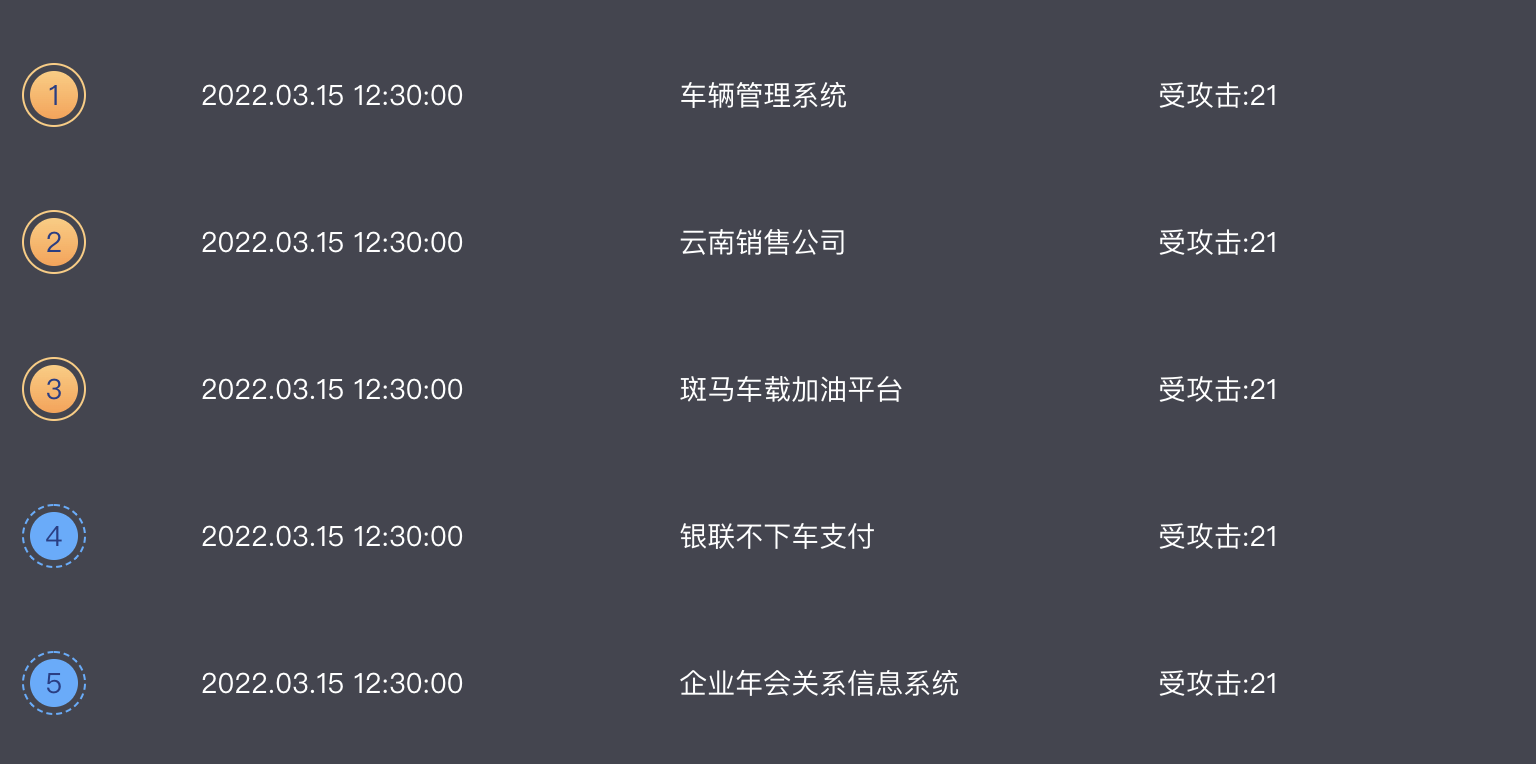 1 2022.03.15 12:30:00 车辆管理系统 受攻击:21
2 2022.03.15 12:30:00 云南销售公司 受攻击:21
3 2022.03.15 12:30:00 斑马车载加油平台 受攻击:21
4 2022.03.15 12:30:00 银联不下车支付 受攻击:21
5 2022.03.15 12:30:00 企业年会关系信息系统 受攻击:21